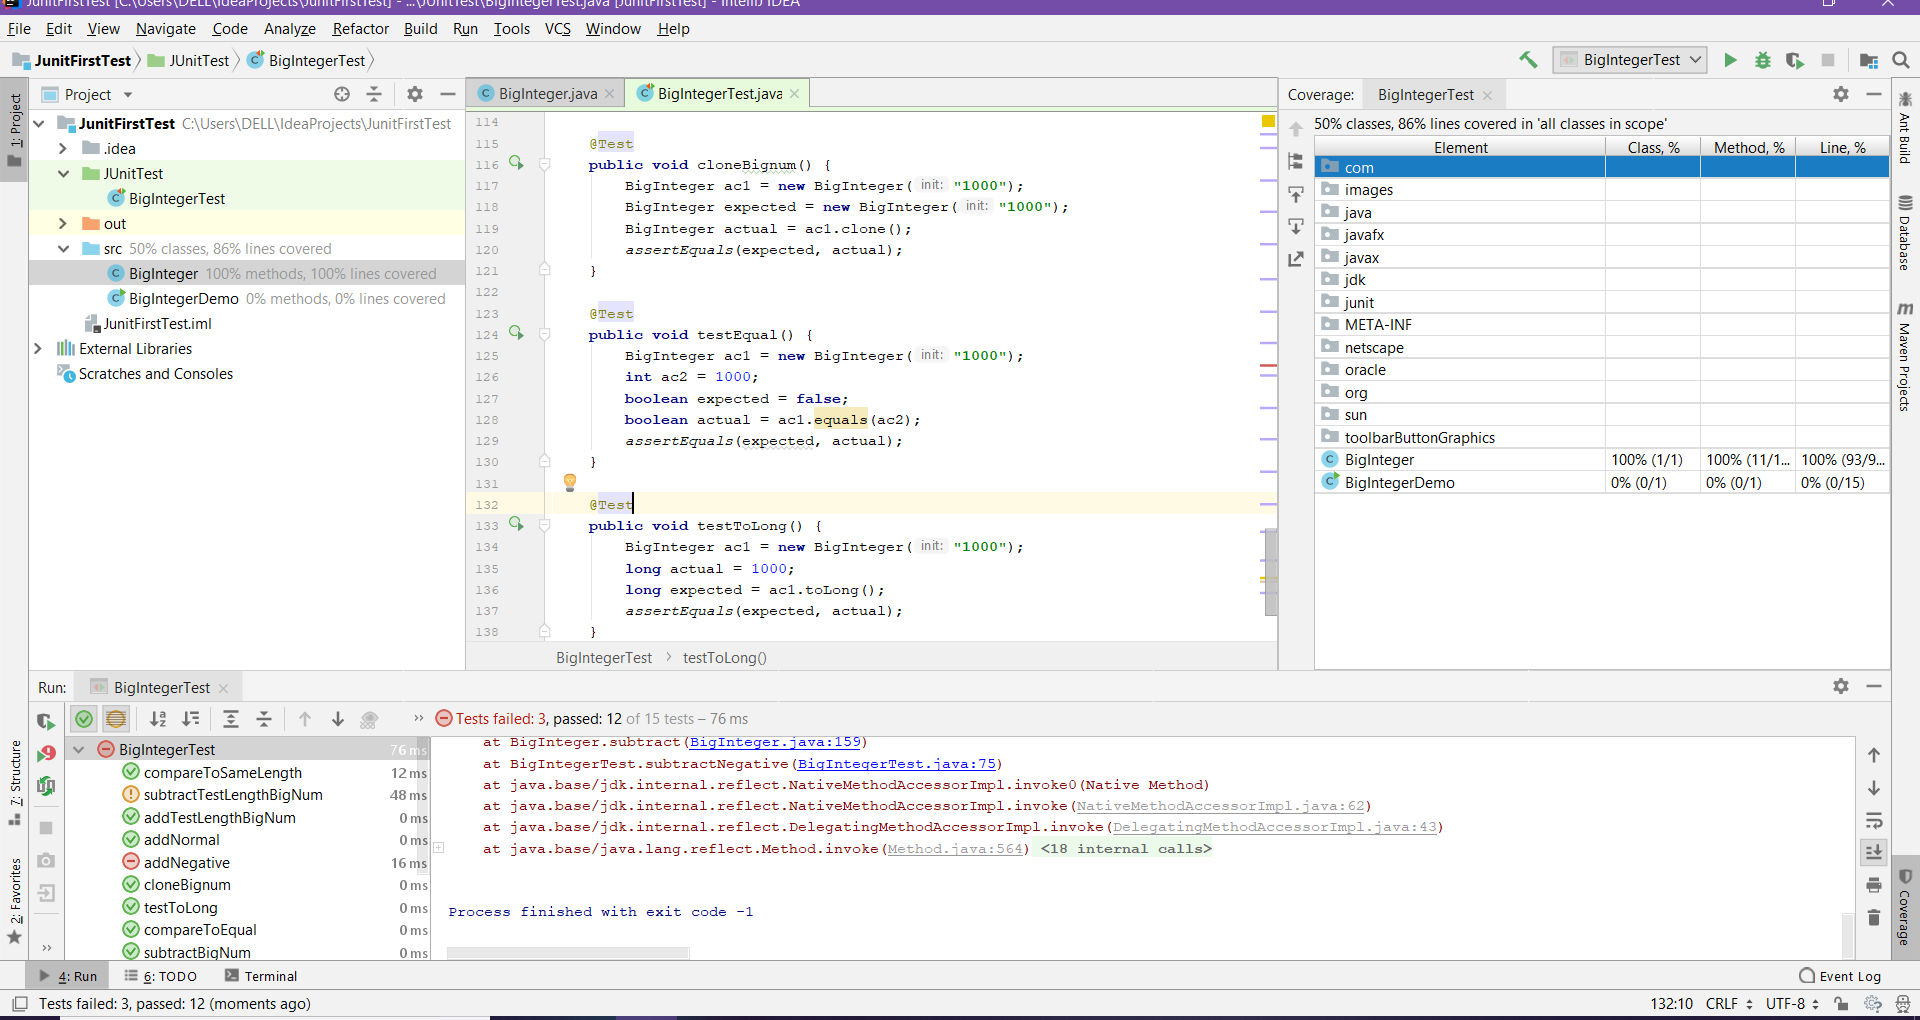 JunitFirstTest [C:\Users\DELL\IdeaProjects\JunitFirstTest] - ...\JUnitTest\BigIntegerTest.java [JunitFirstTest] - IntelliJ IDEA
File Edit View Navigate Code Analyze Refactor Build Run Tools VCS Window Help
JunitFirstTest JUnitTest BigIntegerTest
BigIntegerTest
1: Project
Project
JunitFirstTest C:\Users\DELL\IdeaProjects\JunitFirstTest
.idea
JUnitTest
BigIntegerTest
out
src 50% classes, 86% lines covered
BigInteger 100% methods, 100% lines covered
BigIntegerDemo 0% methods, 0% lines covered
JunitFirstTest.iml
External Libraries
Scratches and Consoles
BigInteger.java BigIntegerTest.java
114
115 @Test
116 public void cloneBignum() {
117 BigInteger ac1 = new BigInteger( init: "1000");
118 BigInteger expected = new BigInteger( init: "1000");
119 BigInteger actual = ac1.clone();
120 assertEquals(expected, actual);
121 }
122
123 @Test
124 public void testEqual() {
125 BigInteger ac1 = new BigInteger( init: "1000");
126 int ac2 = 1000;
127 boolean expected = false;
128 boolean actual = ac1.equals(ac2);
129 assertEquals(expected, actual);
130 }
131
132 @Test
133 public void testToLong() {
134 BigInteger ac1 = new BigInteger( init: "1000");
135 long actual = 1000;
136 long expected = ac1.toLong();
137 assertEquals(expected, actual);
138 }
BigIntegerTest > testToLong()
Coverage: BigIntegerTest
50% classes, 86% lines covered in 'all classes in scope'
Element Class, % Method, % Line, %
com
images
java
javafx
javax
jdk
junit
META-INF
netscape
oracle
org
sun
toolbarButtonGraphics
BigInteger 100% (1/1) 100% (11/1... 100% (93/9...
BigIntegerDemo 0% (0/1) 0% (0/1) 0% (0/15)
Ant Build
Database
Maven Projects
Coverage
Run: BigIntegerTest
Tests failed: 3, passed: 12 of 15 tests – 76 ms
BigIntegerTest 76 ms
compareToSameLength 12 ms
subtractTestLengthBigNum 48 ms
addTestLengthBigNum 0 ms
addNormal 0 ms
addNegative 16 ms
cloneBignum 0 ms
testToLong 0 ms
compareToEqual 0 ms
subtractBigNum 0 ms
at BigInteger.subtract(BigInteger.java:159)
at BigIntegerTest.subtractNegative(BigIntegerTest.java:75)
at java.base/jdk.internal.reflect.NativeMethodAccessorImpl.invoke0(Native Method)
at java.base/jdk.internal.reflect.NativeMethodAccessorImpl.invoke(NativeMethodAccessorImpl.java:62)
at java.base/jdk.internal.reflect.DelegatingMethodAccessorImpl.invoke(DelegatingMethodAccessorImpl.java:43)
at java.base/java.lang.reflect.Method.invoke(Method.java:564) <18 internal calls>
Process finished with exit code -1
7: Structure
2: Favorites
4: Run 6: TODO Terminal Event Log
Tests failed: 3, passed: 12 (moments ago) 132:10 CRLF UTF-8